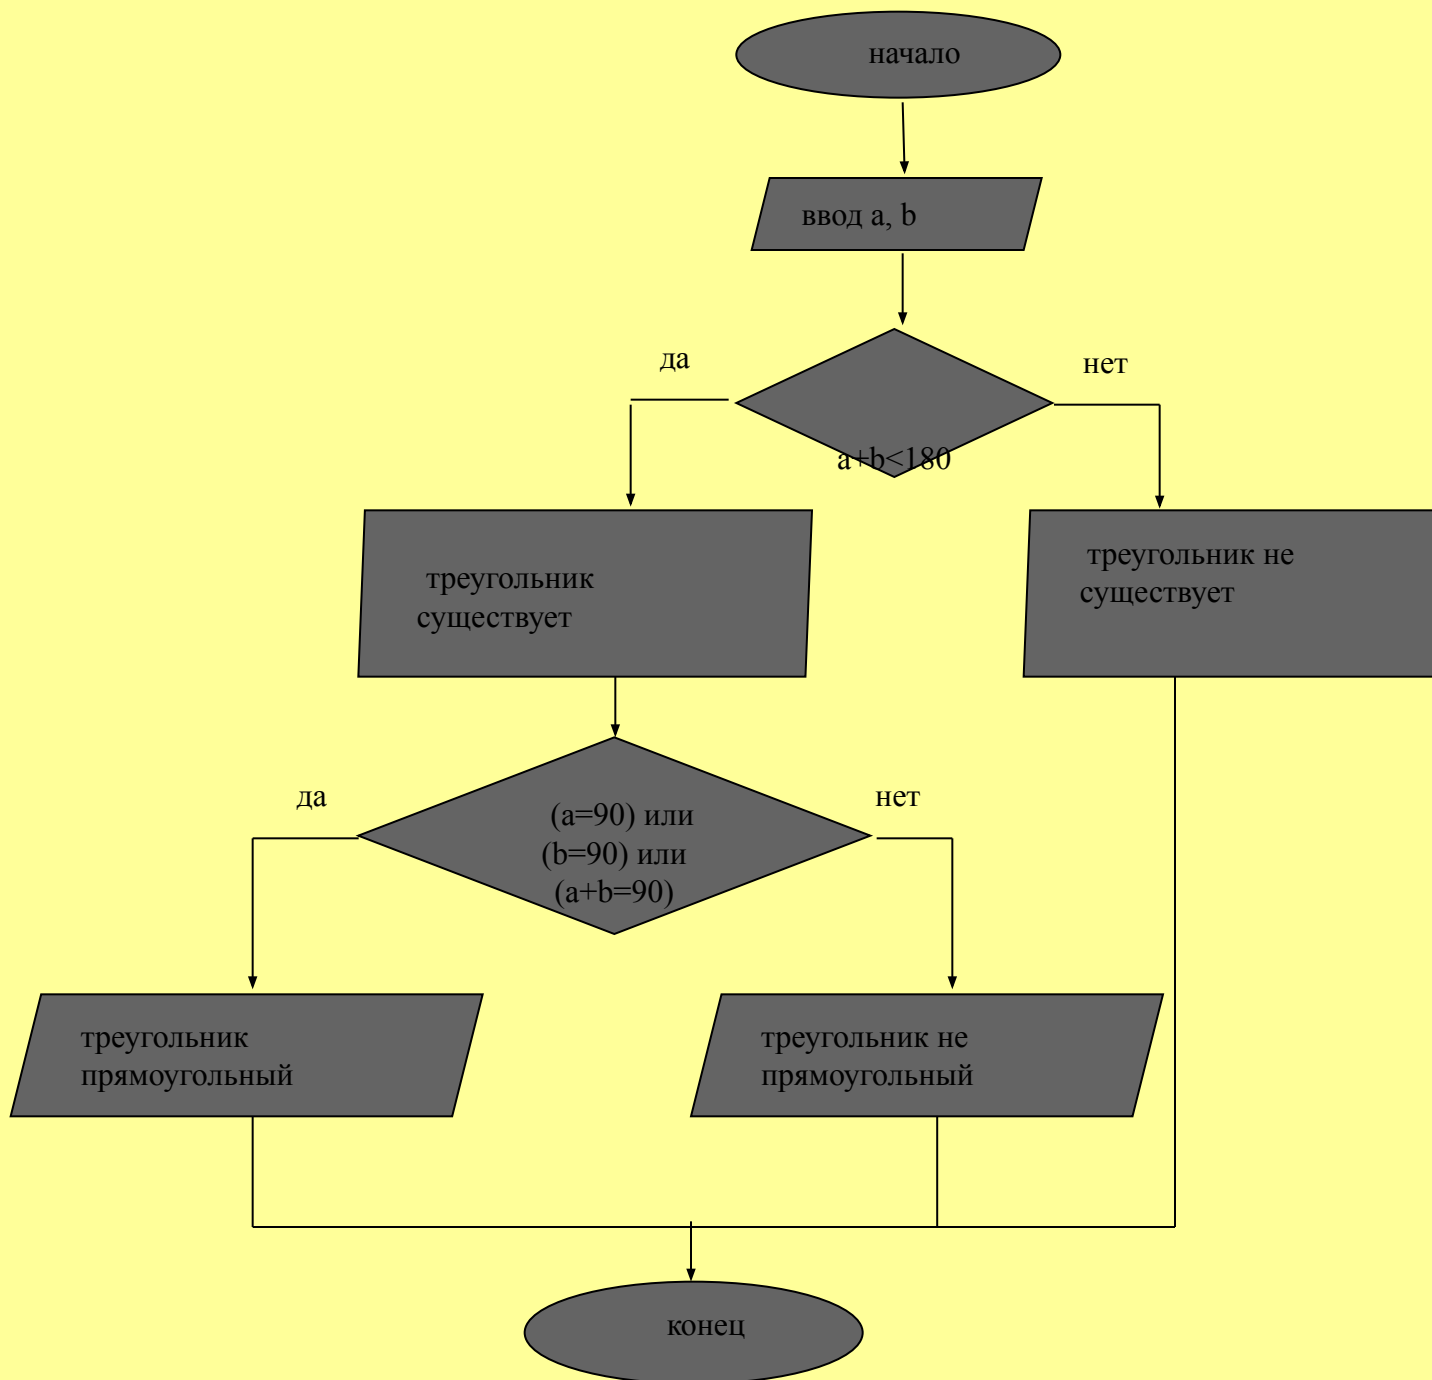 начало
ввод a, b
да
нет
a+b<180
треугольник
существует
треугольник не
существует
да
нет
(a=90) или
(b=90) или
(a+b=90)
треугольник
прямоугольный
треугольник не
прямоугольный
конец